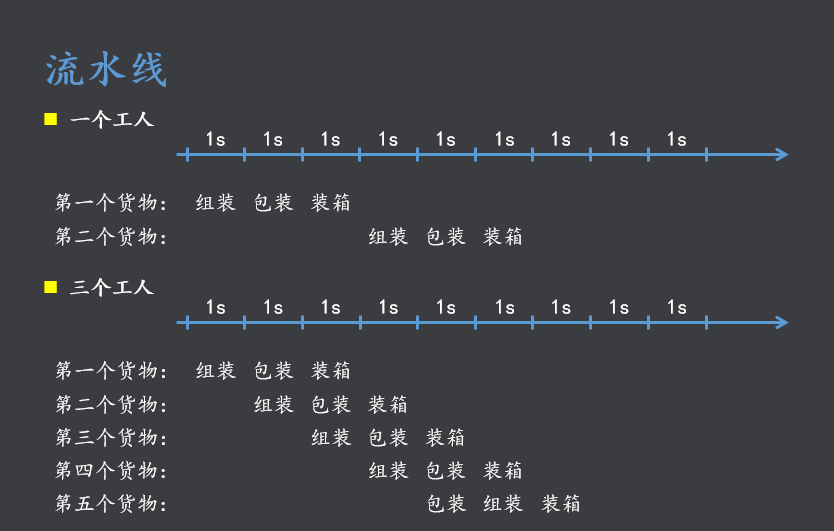 流水线
一个工人
1s 1s 1s 1s 1s 1s 1s 1s 1s
第一个货物： 组装 包装 装箱
第二个货物： 组装 包装 装箱
三个工人
1s 1s 1s 1s 1s 1s 1s 1s 1s
第一个货物： 组装 包装 装箱
第二个货物： 组装 包装 装箱
第三个货物： 组装 包装 装箱
第四个货物： 组装 包装 装箱
第五个货物： 包装 组装 装箱